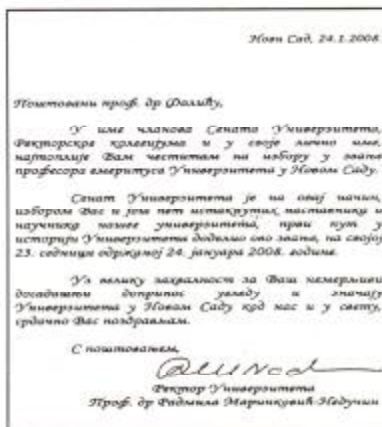 Нови Сад, 24.1.2008.
Поштовани проф. др Фолићу,
У име чланова Сената Универзитета,
Ректорског колегијума и у своје лично име,
најтоплије Вам честитам на избору у звање
професора емеритуса Универзитета у Новом Саду.
Сенат Универзитета је на овај начин,
избором Вас и још пет истакнутих наставника и
научника нашег универзитета, први пут у
историји Универзитета доделио ово звање, на својој
23. седници одржаној 24. јануара 2008. године.
Уз велику захвалност за Ваш немерљиви
досадашњи допринос угледу и значају
Универзитета у Новом Саду код нас и у свету,
срдачно Вас поздрављам.
С поштовањем,
Ректор Универзитета
Проф. др Радмила Маринковић-Недучин